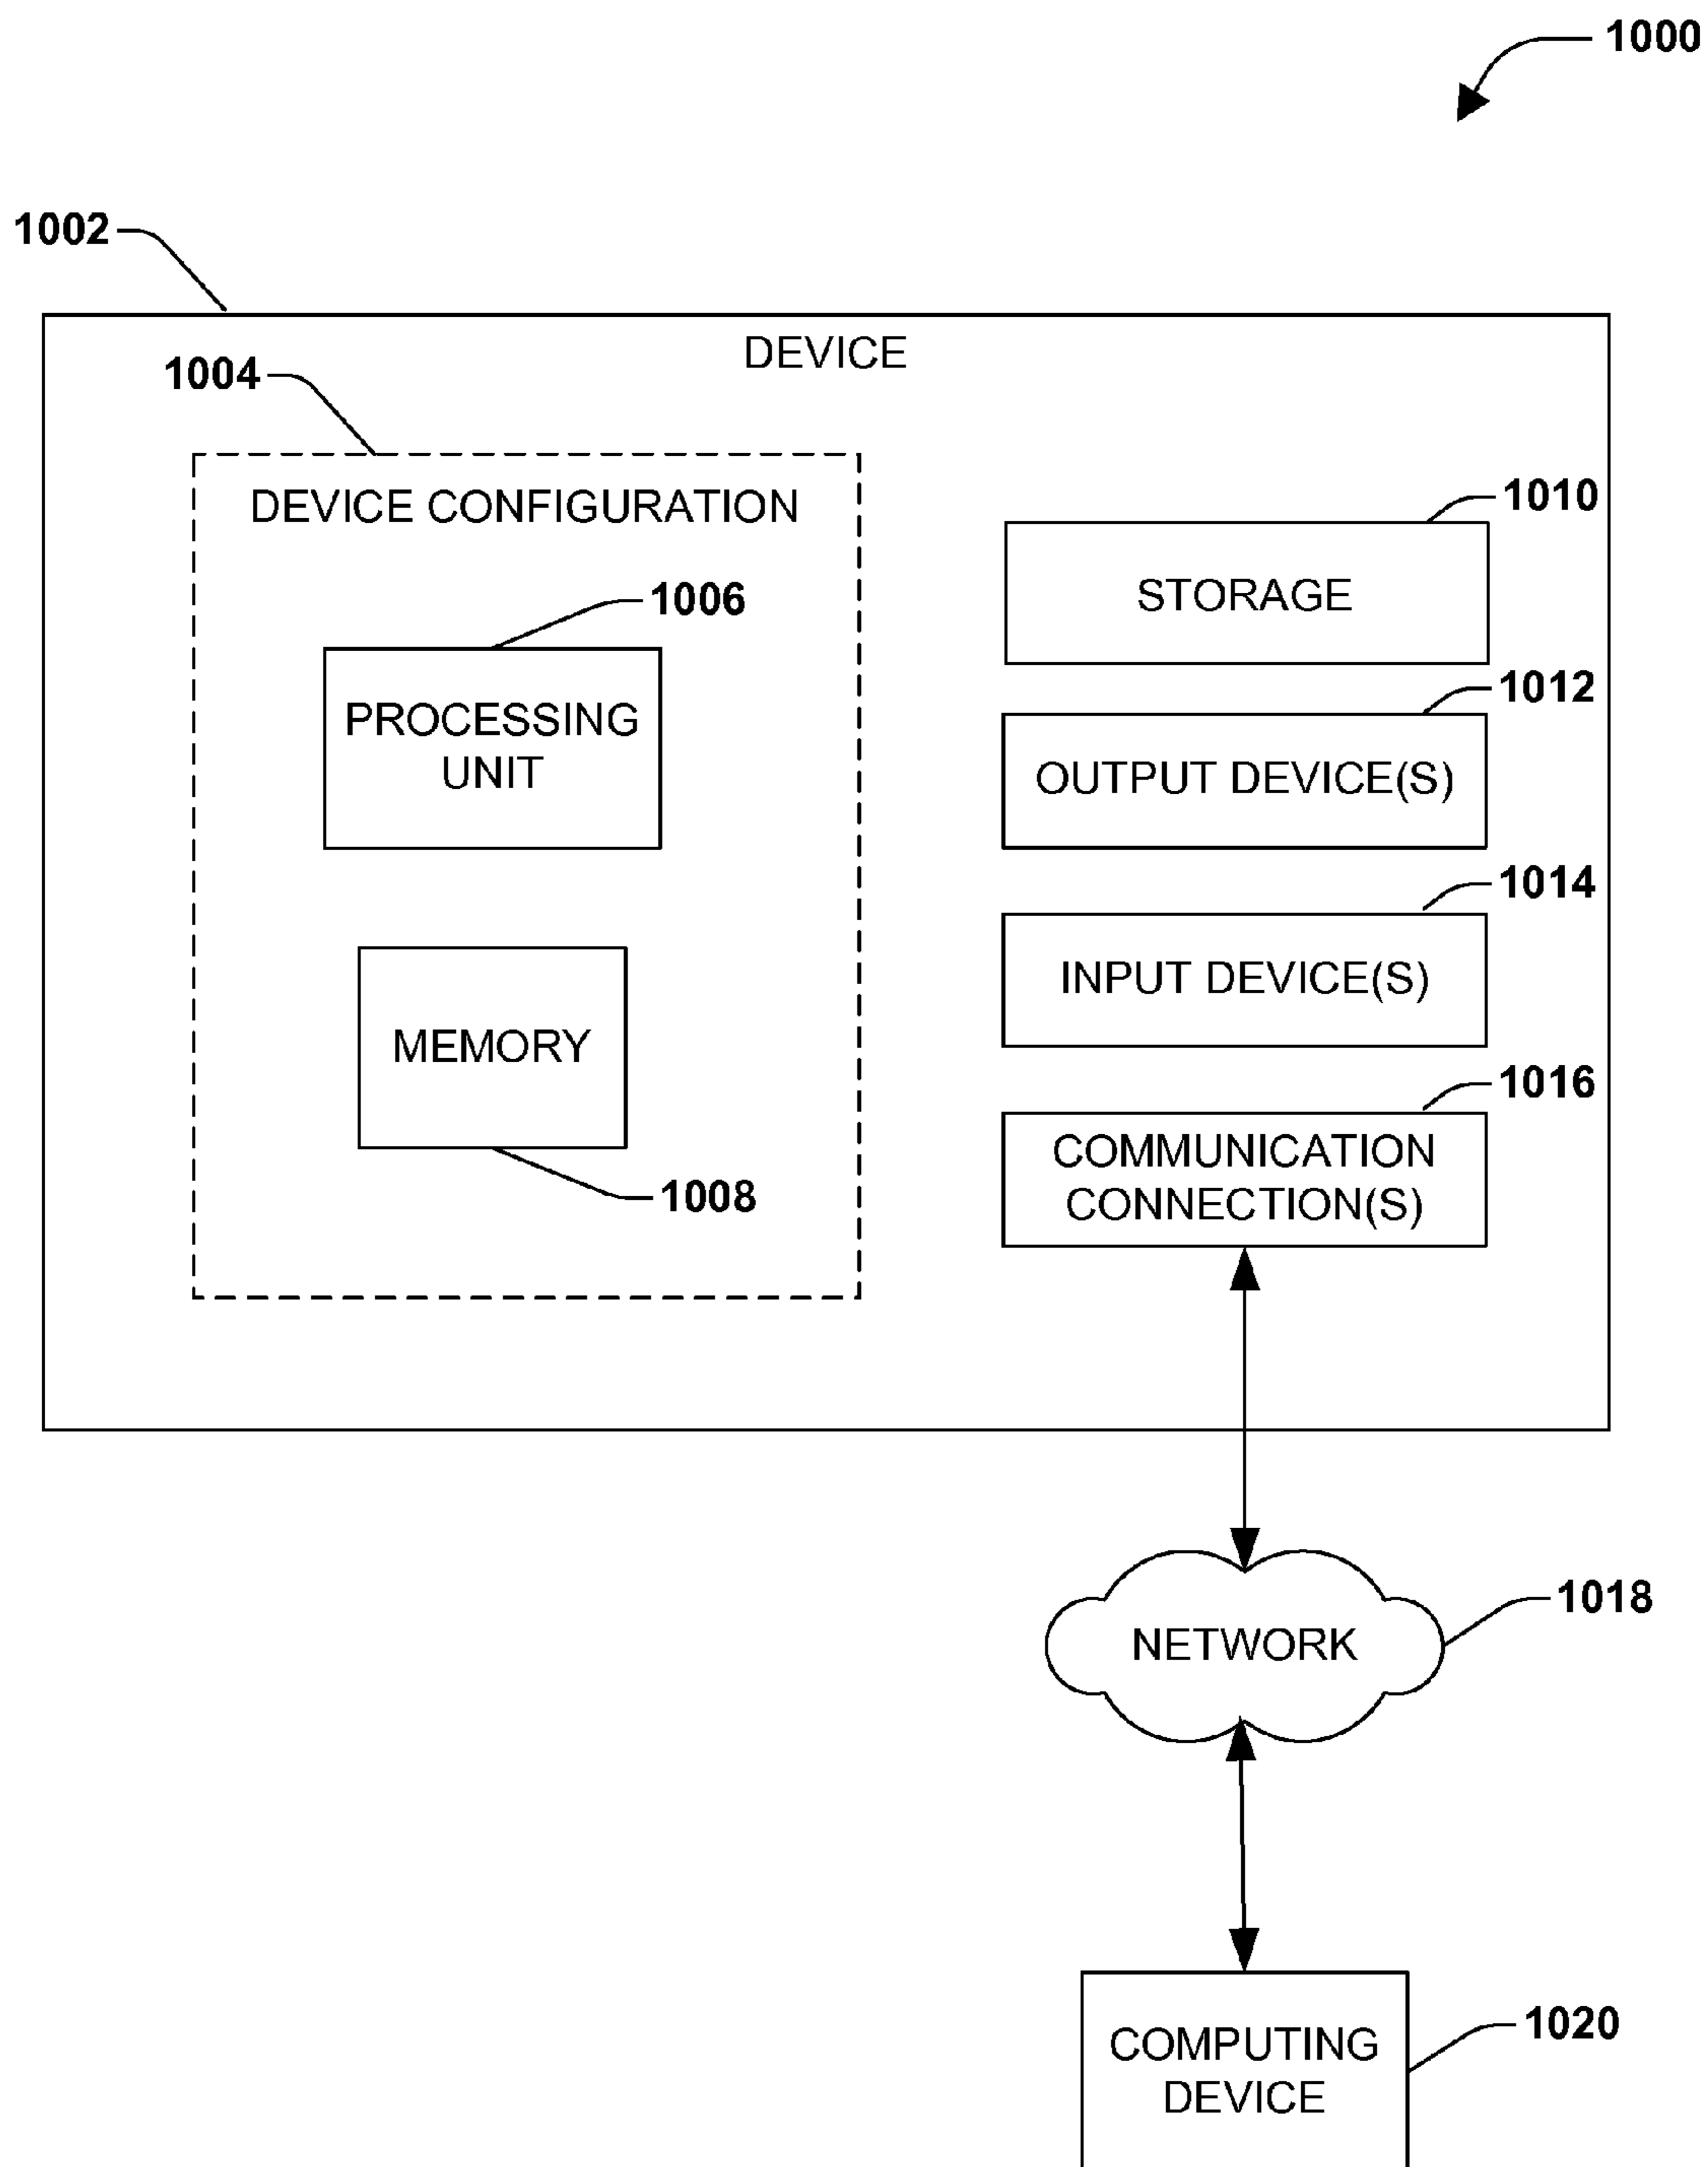 1000
1002
DEVICE
1004
DEVICE CONFIGURATION
1010
STORAGE
1006
PROCESSING
UNIT
1012
OUTPUT DEVICE(S)
1014
INPUT DEVICE(S)
MEMORY
1008
1016
COMMUNICATION
CONNECTION(S)
1018
NETWORK
1020
COMPUTING
DEVICE